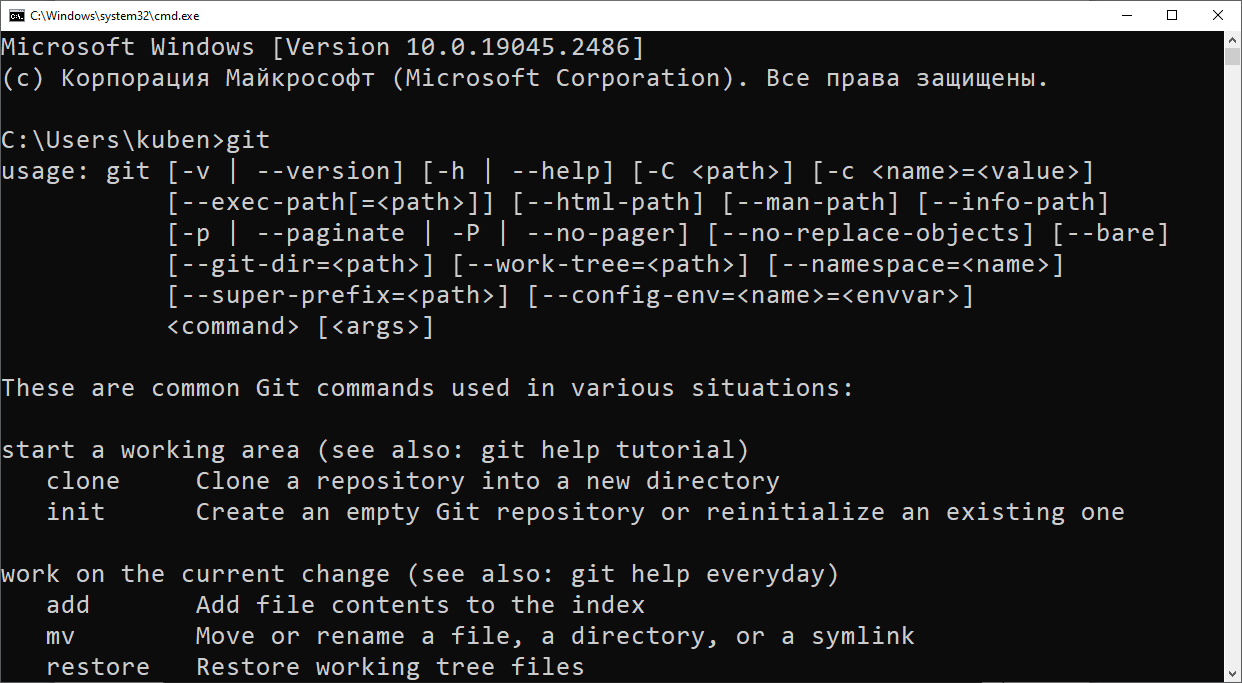 C:\Windows\system32\cmd.exe
Microsoft Windows [Version 10.0.19045.2486]
(c) Корпорация Майкрософт (Microsoft Corporation). Все права защищены.
C:\Users\kuben>git
usage: git [-v | --version] [-h | --help] [-C <path>] [-c <name>=<value>]
           [--exec-path[=<path>]] [--html-path] [--man-path] [--info-path]
           [-p | --paginate | -P | --no-pager] [--no-replace-objects] [--bare]
           [--git-dir=<path>] [--work-tree=<path>] [--namespace=<name>]
           [--super-prefix=<path>] [--config-env=<name>=<envvar>]
           <command> [<args>]
These are common Git commands used in various situations:
start a working area (see also: git help tutorial)
   clone     Clone a repository into a new directory
   init      Create an empty Git repository or reinitialize an existing one
work on the current change (see also: git help everyday)
   add       Add file contents to the index
   mv        Move or rename a file, a directory, or a symlink
   restore   Restore working tree files